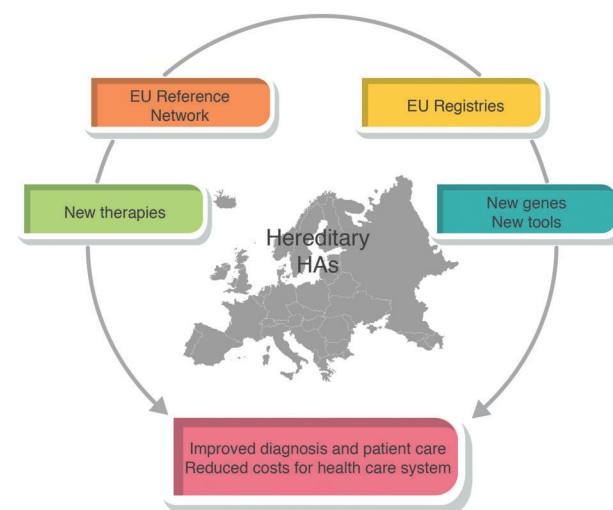 EU Reference
Network
EU Registries
New therapies
New genes
New tools
Hereditary
HAs
Improved diagnosis and patient care
Reduced costs for health care system